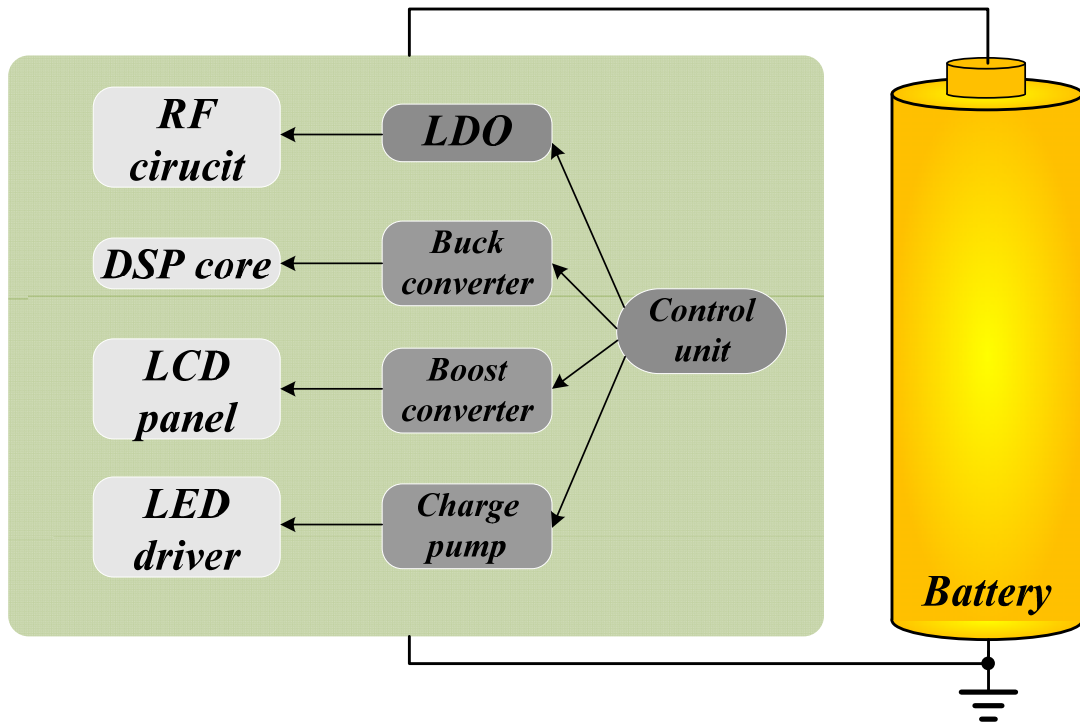 RF
cirucit
LDO
Buck
converter
DSP core
Control
unit
Boost
converter
LCD
panel
Charge
pump
LED
driver
Battery